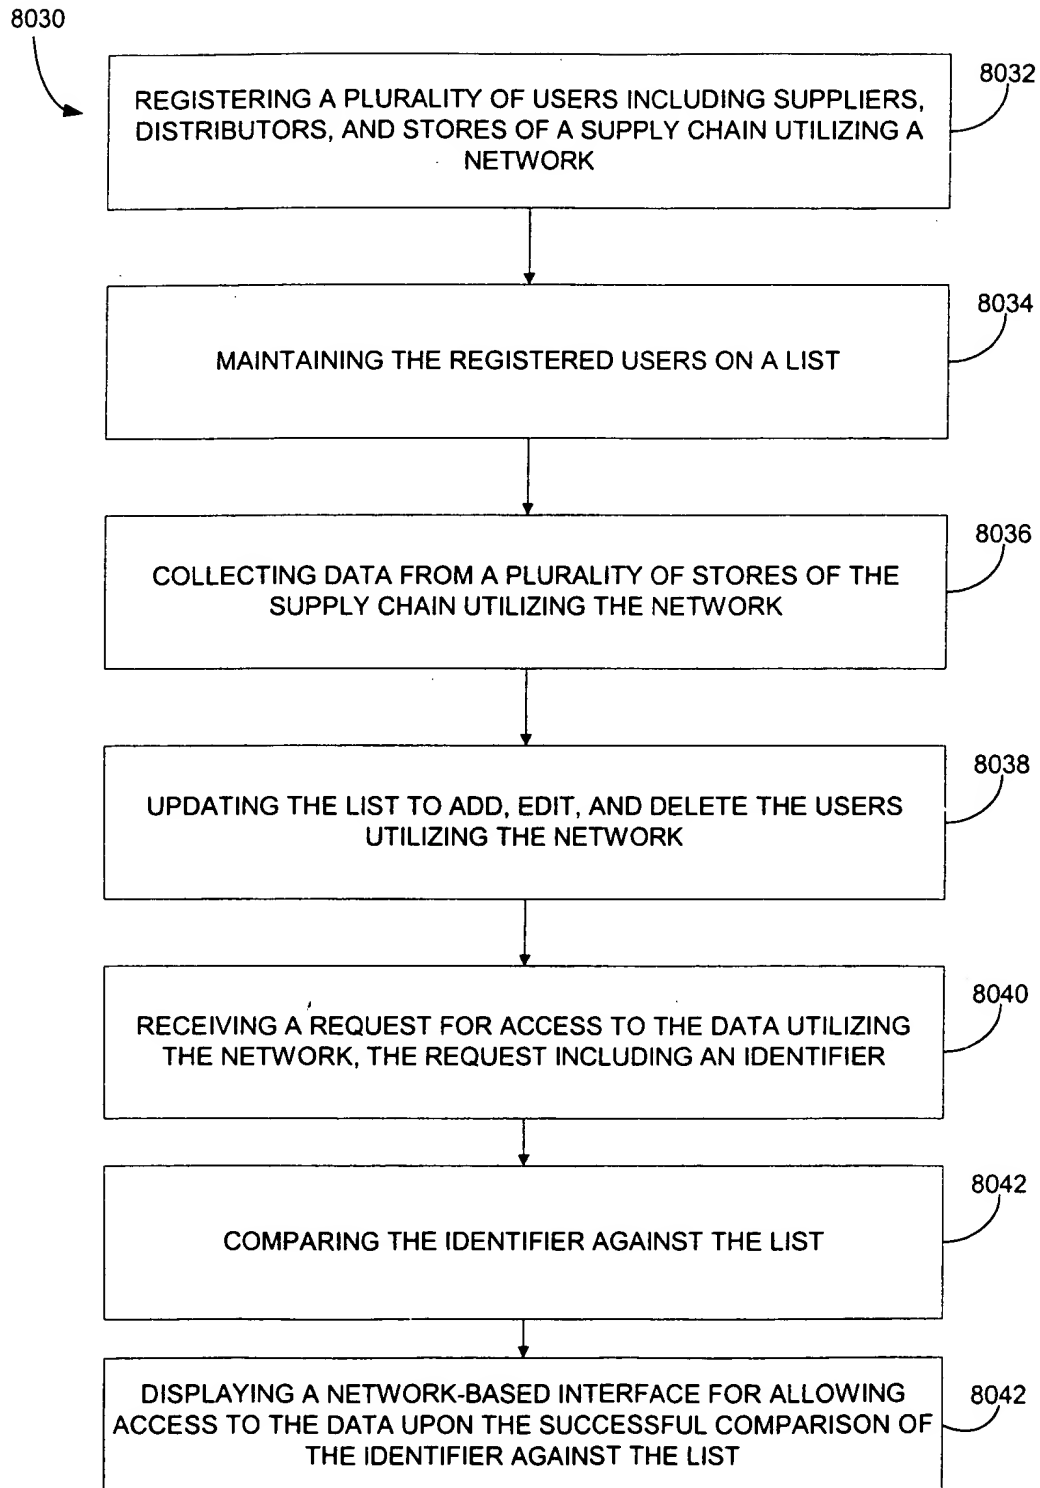 8030
8032
REGISTERING A PLURALITY OF USERS INCLUDING SUPPLIERS,
DISTRIBUTORS, AND STORES OF A SUPPLY CHAIN UTILIZING A
NETWORK
8034
MAINTAINING THE REGISTERED USERS ON A LIST
8036
COLLECTING DATA FROM A PLURALITY OF STORES OF THE
SUPPLY CHAIN UTILIZING THE NETWORK
8038
UPDATING THE LIST TO ADD, EDIT, AND DELETE THE USERS
UTILIZING THE NETWORK
8040
RECEIVING A REQUEST FOR ACCESS TO THE DATA UTILIZING
THE NETWORK, THE REQUEST INCLUDING AN IDENTIFIER
8042
COMPARING THE IDENTIFIER AGAINST THE LIST
8042
DISPLAYING A NETWORK-BASED INTERFACE FOR ALLOWING
ACCESS TO THE DATA UPON THE SUCCESSFUL COMPARISON OF
THE IDENTIFIER AGAINST THE LIST